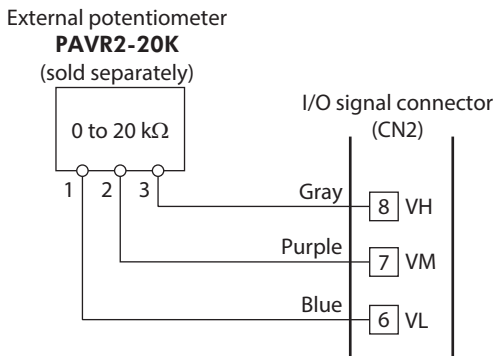 External potentiometer
PAVR2-20K
(sold separately)
0 to 20 kΩ
1 2 3
I/O signal connector
(CN2)
Gray 8 VH
Purple 7 VM
Blue 6 VL